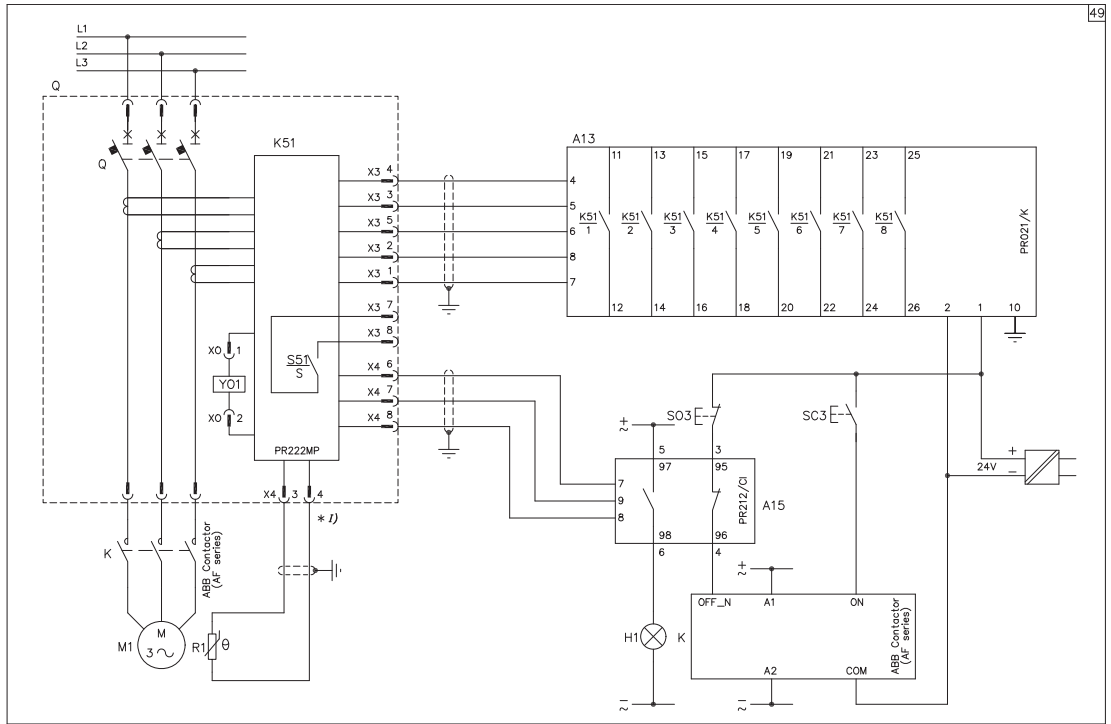 49
L1
L2
L3
Q
Q
K51
X3 4
X3 3
X3 5
X3 2
X3 1
X3 7
X3 8
X4 6
X4 7
X4 8
S51
S
X0 1
Y01
X0 2
PR222MP
X4 3 4
* 1)
A13
11 13 15 17 19 21 23 25
4
5
6
8
7
K51 K51 K51 K51 K51 K51 K51 K51
1 2 3 4 5 6 7 8
PR021/K
12 14 16 18 20 22 24 26 2 1 10
SO3
SC3
+
~
5 3
97 95
7
9
8
PR212/CI
A15
98 96
6 4
+
24V
−
K
ABB Contactor
(AF series)
M1
M
3 ~
R1
θ
H1
+
~
K
OFF_N A1 ON
ABB Contactor
(AF series)
A2 COM
−
~
−
~